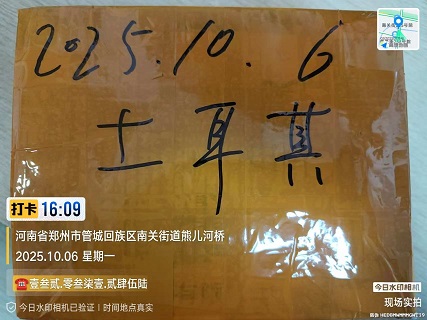 2025.10.6
土耳其
打卡 16:09
河南省郑州市管城回族区南关街道熊儿河桥
2025.10.06 星期一
壹叁贰.零叁柒壹.贰肆伍陆
今日水印相机已验证 | 时间地点真实
今日水印相机
现场实拍